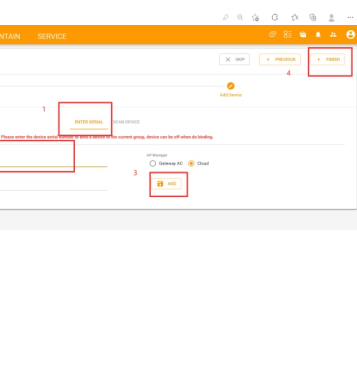 NTAIN SERVICE
SKIP
PREVIOUS
FINISH
4
Add Device
1
ENTER SERIAL
SCAN DEVICE
Please enter the device serial number to bind a device to the current group, device can be off when do binding.
AP Manager
Gateway AC
Cloud
3
ADD